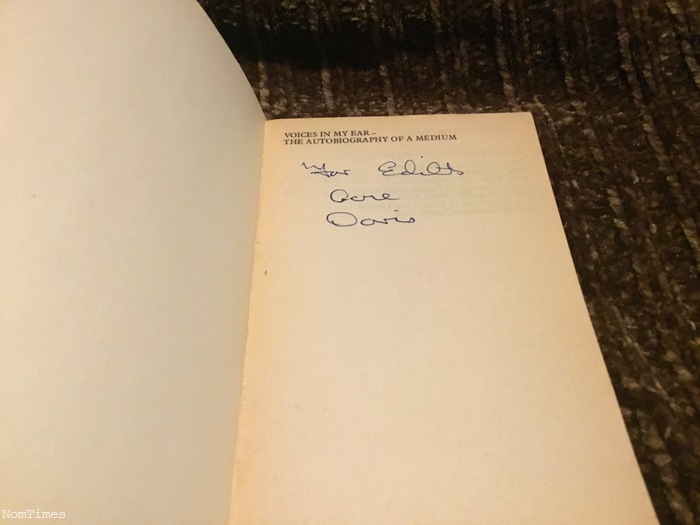 VOICES IN MY EAR –
THE AUTOBIOGRAPHY OF A MEDIUM
For Edith
Love
Doris
NomTimes